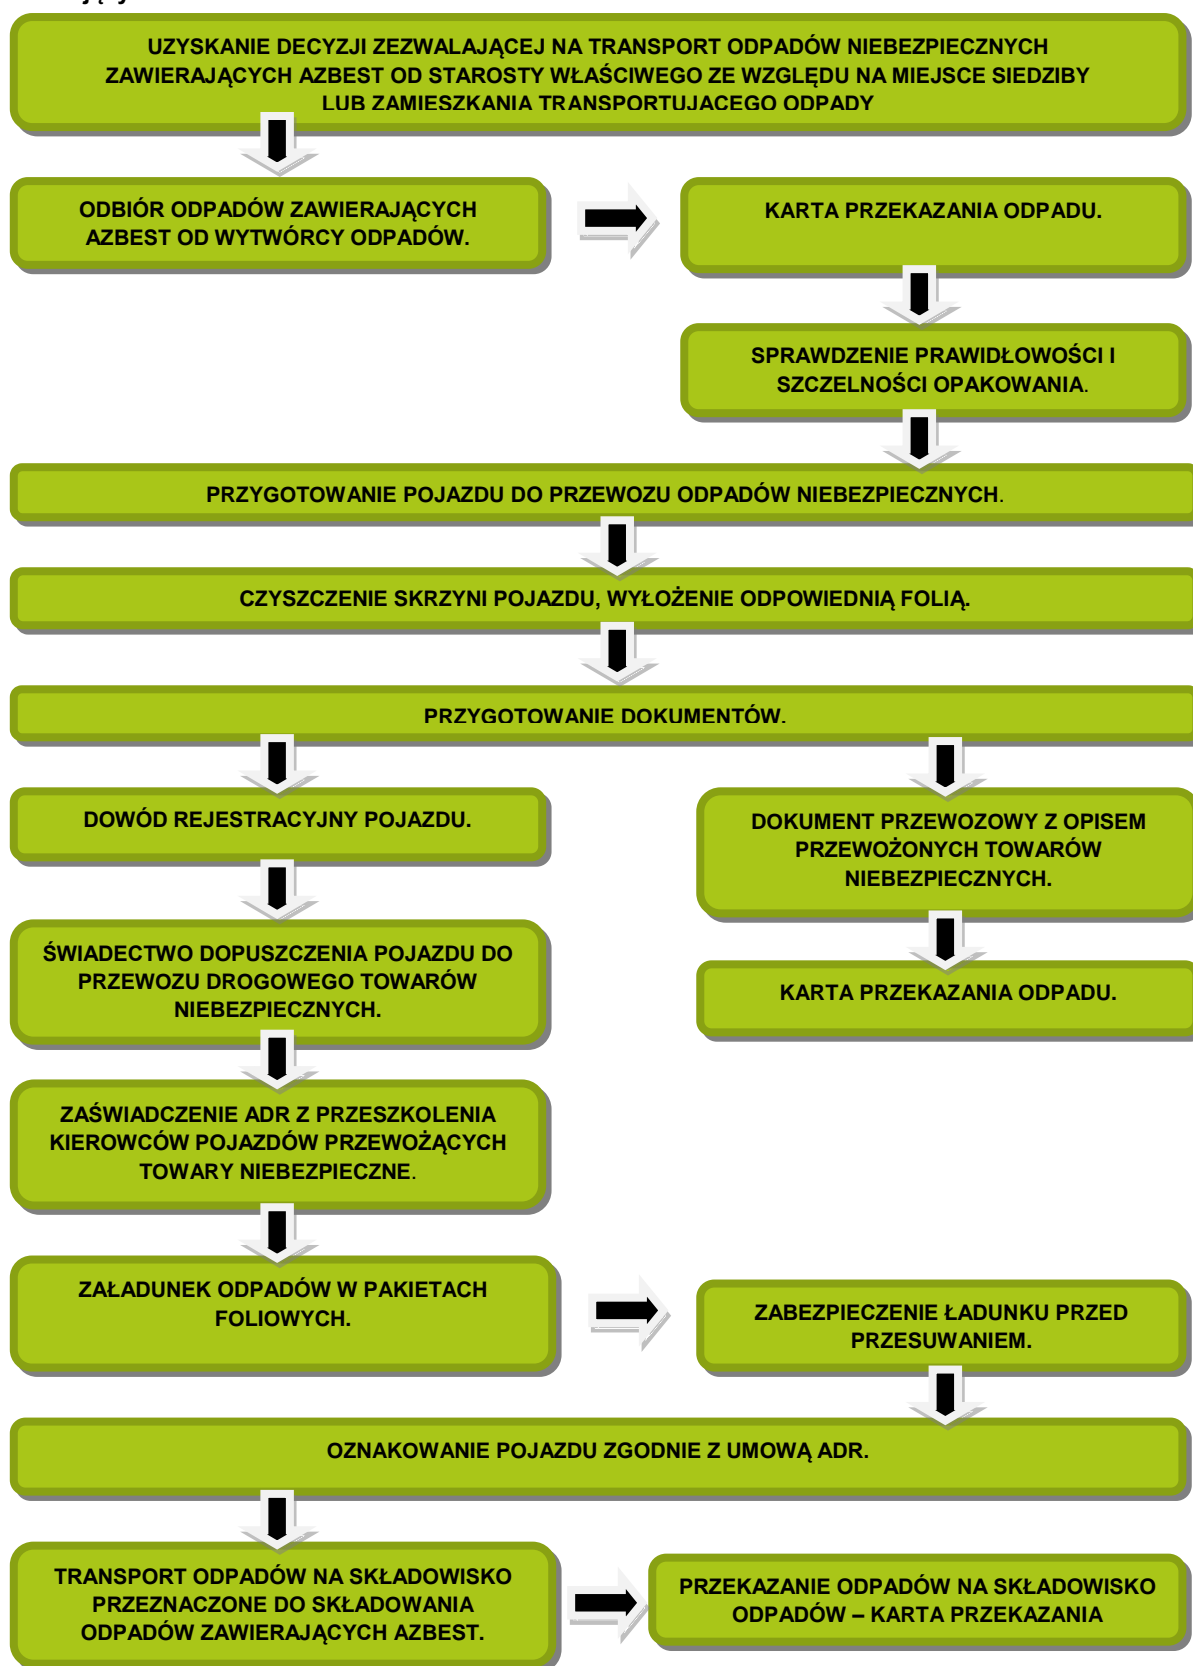 UZYSKANIE DECYZJI ZEZWALAJĄCEJ NA TRANSPORT ODPADÓW NIEBEZPIECZNYCH
ZAWIERAJĄCYCH AZBEST OD STAROSTY WŁAŚCIWEGO ZE WZGLĘDU NA MIEJSCE SIEDZIBY
LUB ZAMIESZKANIA TRANSPORTUJĄCEGO ODPADY
ODBIÓR ODPADÓW ZAWIERAJĄCYCH
AZBEST OD WYTWÓRCY ODPADÓW.
KARTA PRZEKAZANIA ODPADU.
SPRAWDZENIE PRAWIDŁOWOŚCI I
SZCZELNOŚCI OPAKOWANIA.
PRZYGOTOWANIE POJAZDU DO PRZEWOZU ODPADÓW NIEBEZPIECZNYCH.
CZYSZCZENIE SKRZYNI POJAZDU, WYŁOŻENIE ODPOWIEDNIĄ FOLIĄ.
PRZYGOTOWANIE DOKUMENTÓW.
DOWÓD REJESTRACYJNY POJAZDU.
DOKUMENT PRZEWOZOWY Z OPISEM
PRZEWOŻONYCH TOWARÓW
NIEBEZPIECZNYCH.
ŚWIADECTWO DOPUSZCZENIA POJAZDU DO
PRZEWOZU DROGOWEGO TOWARÓW
NIEBEZPIECZNYCH.
KARTA PRZEKAZANIA ODPADU.
ZAŚWIADCZENIE ADR Z PRZESZKOLENIA
KIEROWCÓW POJAZDÓW PRZEWOŻĄCYCH
TOWARY NIEBEZPIECZNE.
ZAŁADUNEK ODPADÓW W PAKIETACH
FOLIOWYCH.
ZABEZPIECZENIE ŁADUNKU PRZED
PRZESUWANIEM.
OZNAKOWANIE POJAZDU ZGODNIE Z UMOWĄ ADR.
TRANSPORT ODPADÓW NA SKŁADOWISKO
PRZEZNACZONE DO SKŁADOWANIA
ODPADÓW ZAWIERAJĄCYCH AZBEST.
PRZEKAZANIE ODPADÓW NA SKŁADOWISKO
ODPADÓW – KARTA PRZEKAZANIA